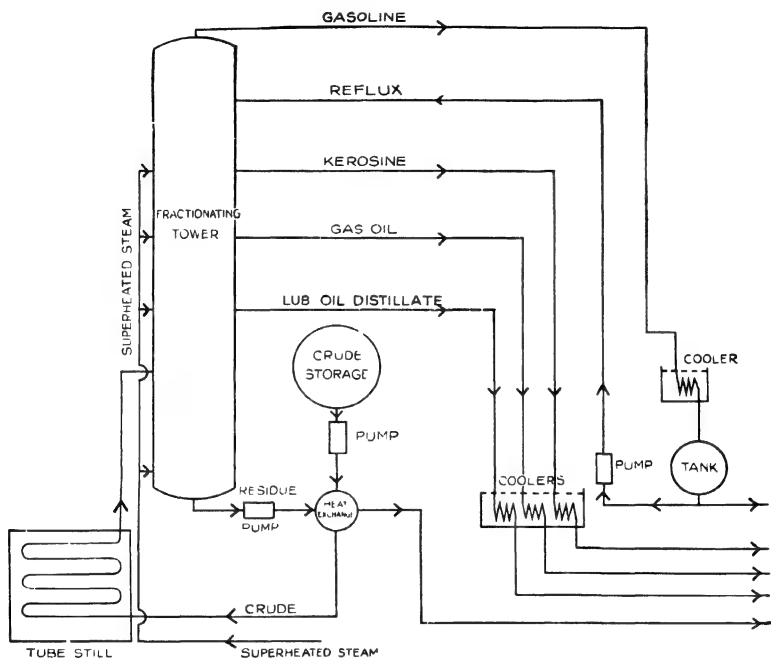 GASOLINE
REFLUX
KEROSINE
FRACTIONATING
TOWER
GAS OIL
SUPERHEATED STEAM
LUB OIL DISTILLATE
CRUDE
STORAGE
COOLER
PUMP
COOLERS
PUMP
TANK
RESIDUE
PUMP
HEAT
EXCHANGE
CRUDE
TUBE STILL
SUPERHEATED STEAM